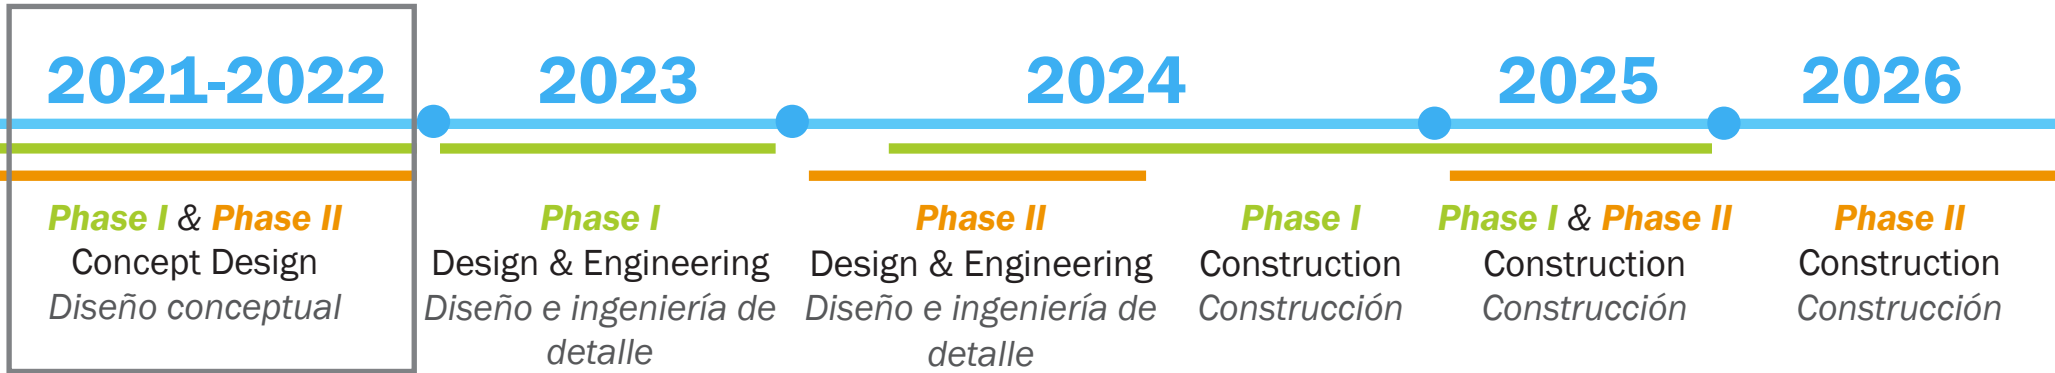 2021-2022
Phase I & Phase II
Concept Design
Diseño conceptual
2023
Phase I
Design & Engineering
Diseño e ingeniería de
detalle
2024
Phase II
Design & Engineering
Diseño e ingeniería de
detalle
Phase I
Construction
Construcción
2025
Phase I & Phase II
Construction
Construcción
2026
Phase II
Construction
Construcción